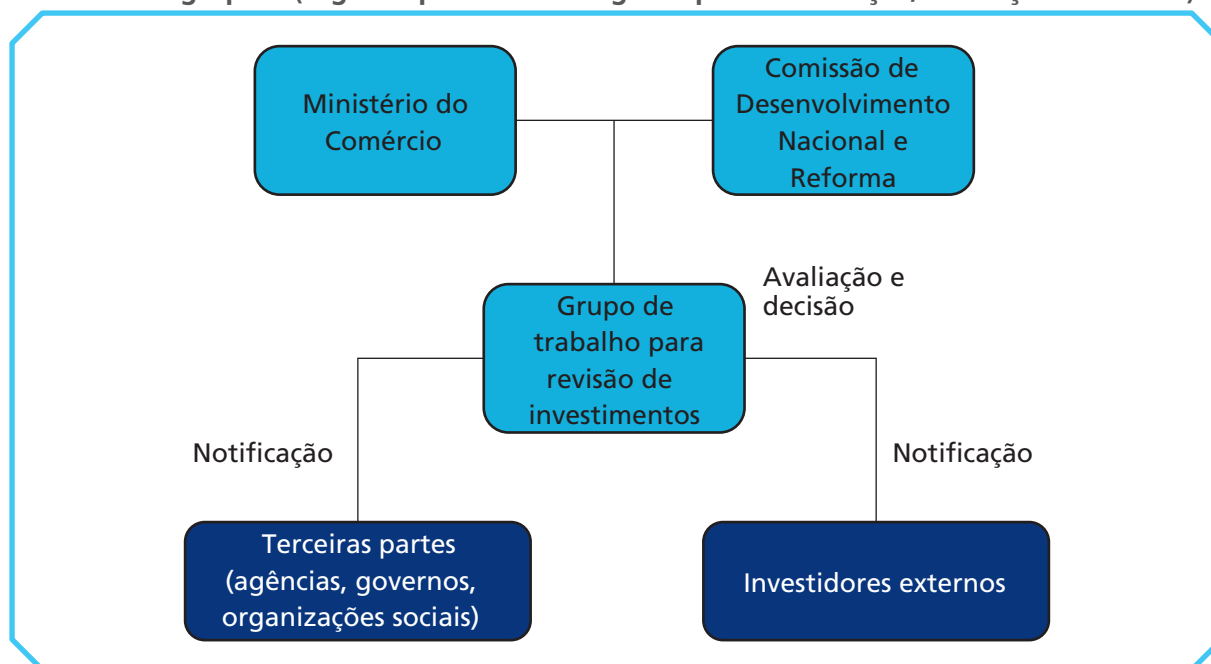 Ministério do
Comércio
Comissão de
Desenvolvimento
Nacional e
Reforma
Avaliação e
decisão
Grupo de
trabalho para
revisão de
investimentos
Notificação
Notificação
Terceiras partes
(agências, governos,
organizações sociais)
Investidores externos